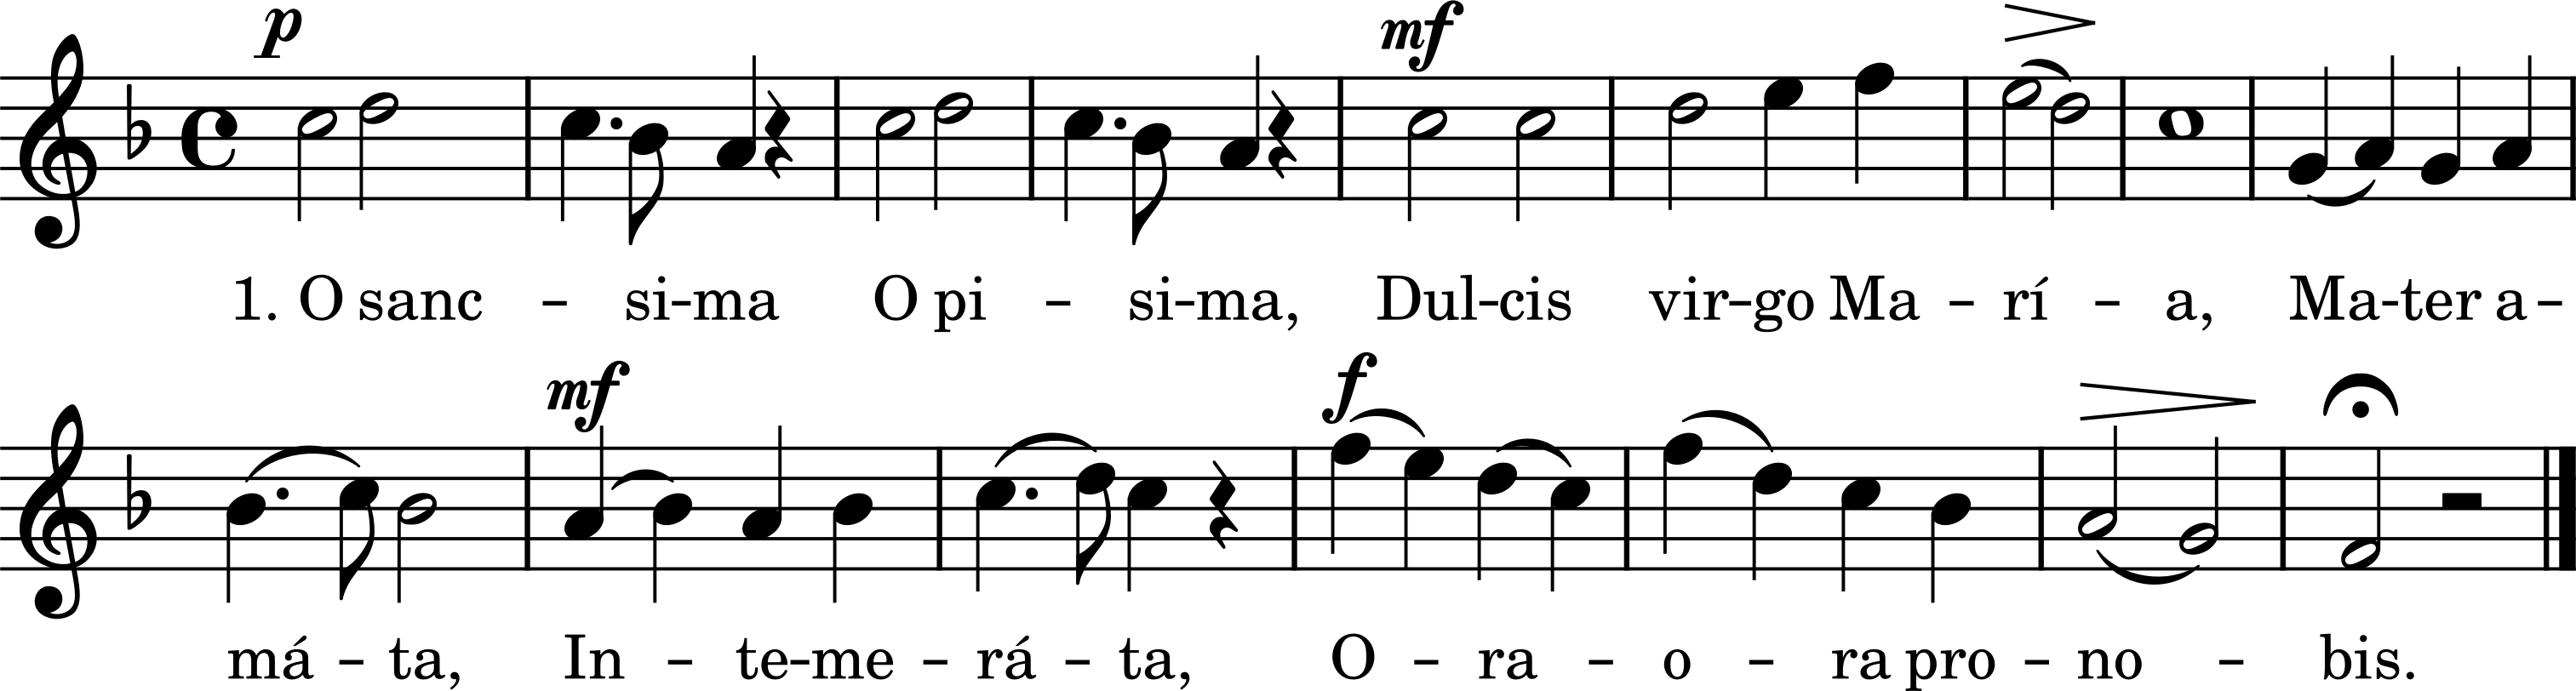 p mf
1. O sanc – si-ma O pi – si-ma, Dul-cis vir-go Ma – rí – a, Ma-ter a –
mf f
má – ta, In – te-me – rá – ta, O – ra – o – ra pro – no – bis.